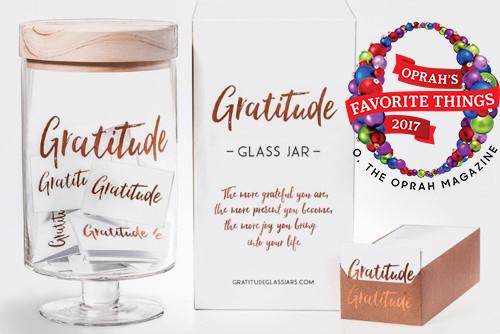 Gratitude
Gratitude
Gratitude
Gratitude
Gratitude
– GLASS JAR –
The more grateful you are,
the more present you become,
the more joy you bring
into your life
GRATITUDEGLASSJARS.COM
OPRAH'S
FAVORITE THINGS
2017
O, THE OPRAH MAGAZINE
Gratitude
Gratitude